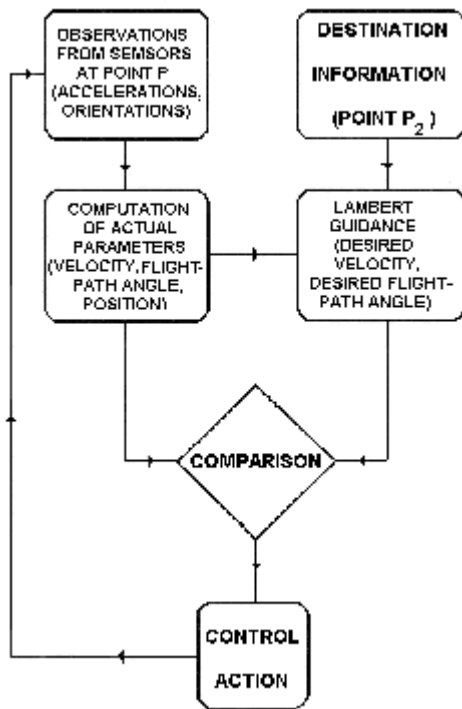 OBSERVATIONS
FROM SEMSORS
AT POINT P
(ACCELERATIONS,
ORIENTATIONS)
DESTINATION
INFORMATION
(POINT P2)
COMPUTATION
OF ACTUAL
PARAMETERS
(VELOCITY,FLIGHT-
PATH ANGLE,
POSITION)
LAMBERT
GUIDANCE
(DESIRED
VELOCITY,
DESIRED FLIGHT-
PATH ANGLE)
COMPARISON
CONTROL
ACTION